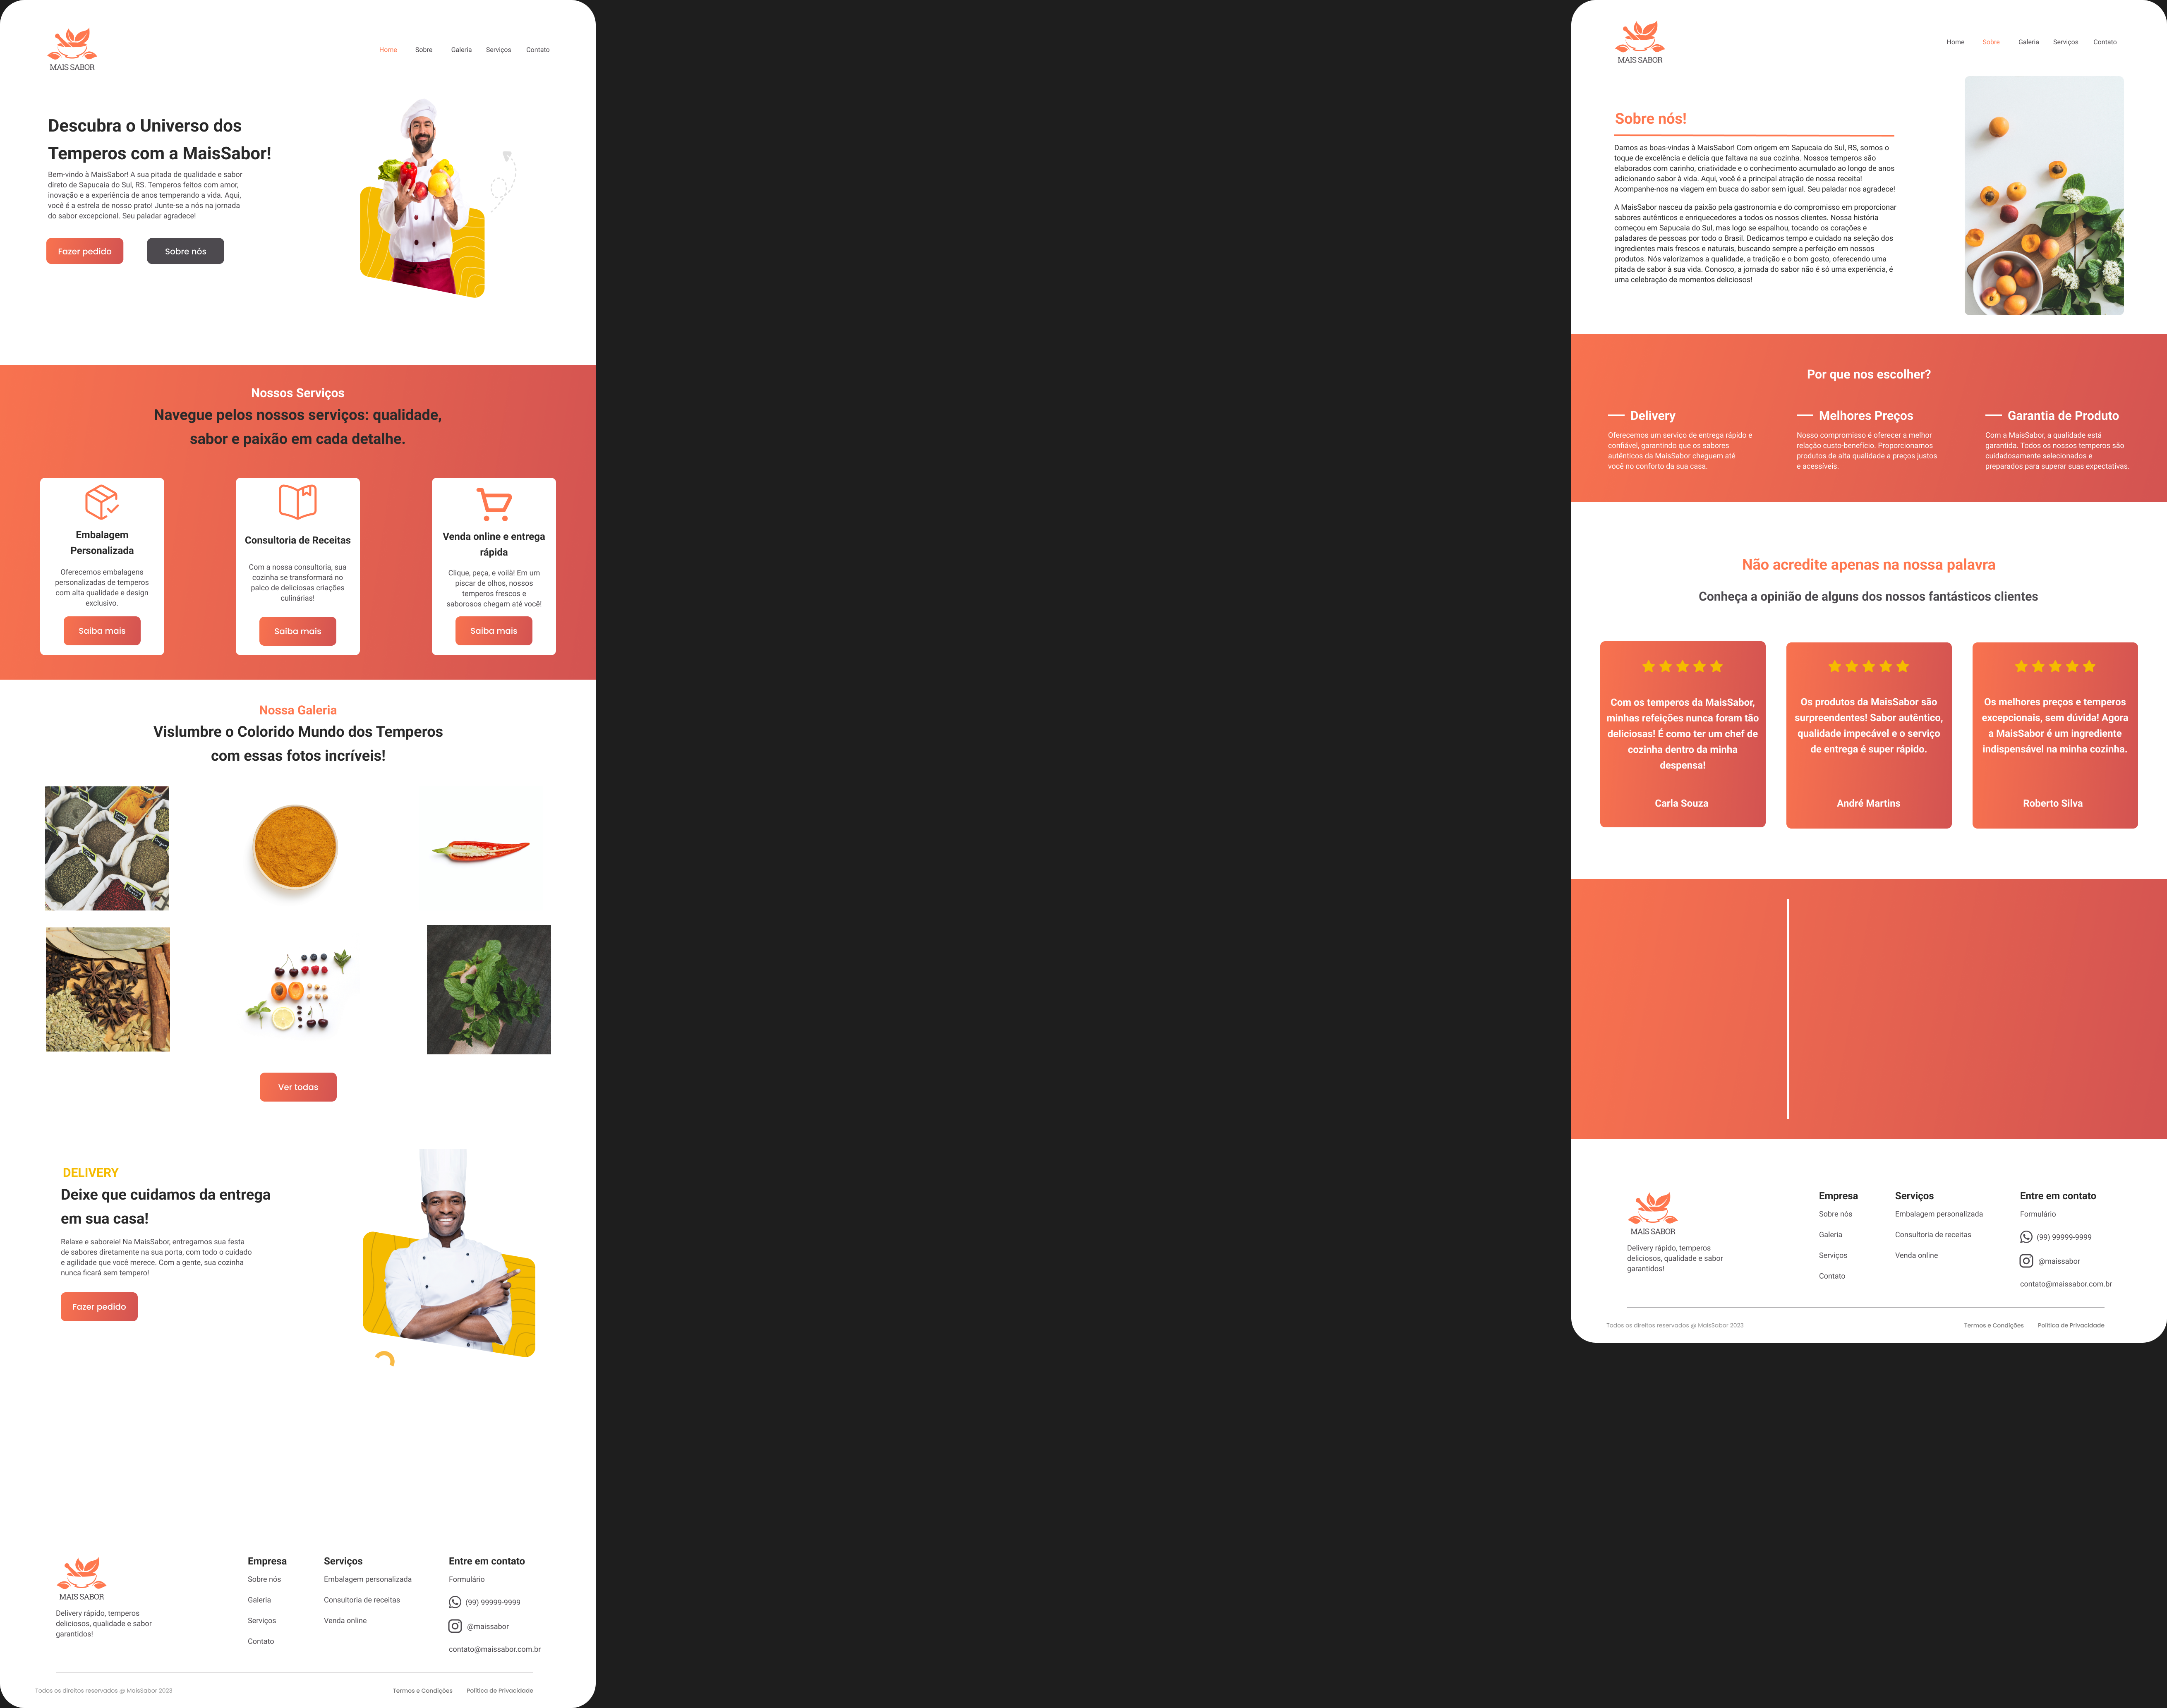 MAIS SABOR
Home Sobre Galeria Serviços Contato
Descubra o Universo dos
Temperos com a MaisSabor!
Bem-vindo à MaisSabor! A sua pitada de qualidade e sabor
direto de Sapucaia do Sul, RS. Temperos feitos com amor,
inovação e a experiência de anos temperando a vida. Aqui,
você é a estrela de nosso prato! Junte-se a nós na jornada
do sabor excepcional. Seu paladar agradece!
Fazer pedido
Sobre nós
Nossos Serviços
Navegue pelos nossos serviços: qualidade,
sabor e paixão em cada detalhe.
Embalagem
Personalizada
Oferecemos embalagens
personalizadas de temperos
com alta qualidade e design
exclusivo.
Saiba mais
Consultoria de Receitas
Com a nossa consultoria, sua
cozinha se transformará no
palco de deliciosas criações
culinárias!
Saiba mais
Venda online e entrega
rápida
Clique, peça, e voilà! Em um
piscar de olhos, nossos
temperos frescos e
saborosos chegam até você!
Saiba mais
Nossa Galeria
Vislumbre o Colorido Mundo dos Temperos
com essas fotos incríveis!
Ver todas
DELIVERY
Deixe que cuidamos da entrega
em sua casa!
Relaxe e saboreie! Na MaisSabor, entregamos sua festa
de sabores diretamente na sua porta, com todo o cuidado
e agilidade que você merece. Com a gente, sua cozinha
nunca ficará sem tempero!
Fazer pedido
MAIS SABOR
Delivery rápido, temperos
deliciosos, qualidade e sabor
garantidos!
Empresa
Sobre nós
Galeria
Serviços
Contato
Serviços
Embalagem personalizada
Consultoria de receitas
Venda online
Entre em contato
Formulário
(99) 99999-9999
@maissabor
contato@maissabor.com.br
Todos os direitos reservados @ MaisSabor 2023
Termos e Condições
Política de Privacidade
MAIS SABOR
Home Sobre Galeria Serviços Contato
Sobre nós!
Damos as boas-vindas à MaisSabor! Com origem em Sapucaia do Sul, RS, somos o
toque de excelência e delícia que faltava na sua cozinha. Nossos temperos são
elaborados com carinho, criatividade e o conhecimento acumulado ao longo de anos
adicionando sabor à vida. Aqui, você é a principal atração de nossa receita!
Acompanhe-nos na viagem em busca do sabor sem igual. Seu paladar nos agradece!
A MaisSabor nasceu da paixão pela gastronomia e do compromisso em proporcionar
sabores autênticos e enriquecedores a todos os nossos clientes. Nossa história
começou em Sapucaia do Sul, mas logo se espalhou, tocando os corações e
paladares de pessoas por todo o Brasil. Dedicamos tempo e cuidado na seleção dos
ingredientes mais frescos e naturais, buscando sempre a perfeição em nossos
produtos. Nós valorizamos a qualidade, a tradição e o bom gosto, oferecendo uma
pitada de sabor à sua vida. Conosco, a jornada do sabor não é só uma experiência, é
uma celebração de momentos deliciosos!
Por que nos escolher?
Delivery
Oferecemos um serviço de entrega rápido e
confiável, garantindo que os sabores
autênticos da MaisSabor cheguem até
você no conforto da sua casa.
Melhores Preços
Nosso compromisso é oferecer a melhor
relação custo-benefício. Proporcionamos
produtos de alta qualidade a preços justos
e acessíveis.
Garantia de Produto
Com a MaisSabor, a qualidade está
garantida. Todos os nossos temperos são
cuidadosamente selecionados e
preparados para superar suas expectativas.
Não acredite apenas na nossa palavra
Conheça a opinião de alguns dos nossos fantásticos clientes
Com os temperos da MaisSabor,
minhas refeições nunca foram tão
deliciosas! É como ter um chef de
cozinha dentro da minha
despensa!
Carla Souza
Os produtos da MaisSabor são
surpreendentes! Sabor autêntico,
qualidade impecável e o serviço
de entrega é super rápido.
André Martins
Os melhores preços e temperos
excepcionais, sem dúvida! Agora
a MaisSabor é um ingrediente
indispensável na minha cozinha.
Roberto Silva
MAIS SABOR
Delivery rápido, temperos
deliciosos, qualidade e sabor
garantidos!
Empresa
Sobre nós
Galeria
Serviços
Contato
Serviços
Embalagem personalizada
Consultoria de receitas
Venda online
Entre em contato
Formulário
(99) 99999-9999
@maissabor
contato@maissabor.com.br
Todos os direitos reservados @ MaisSabor 2023
Termos e Condições
Política de Privacidade